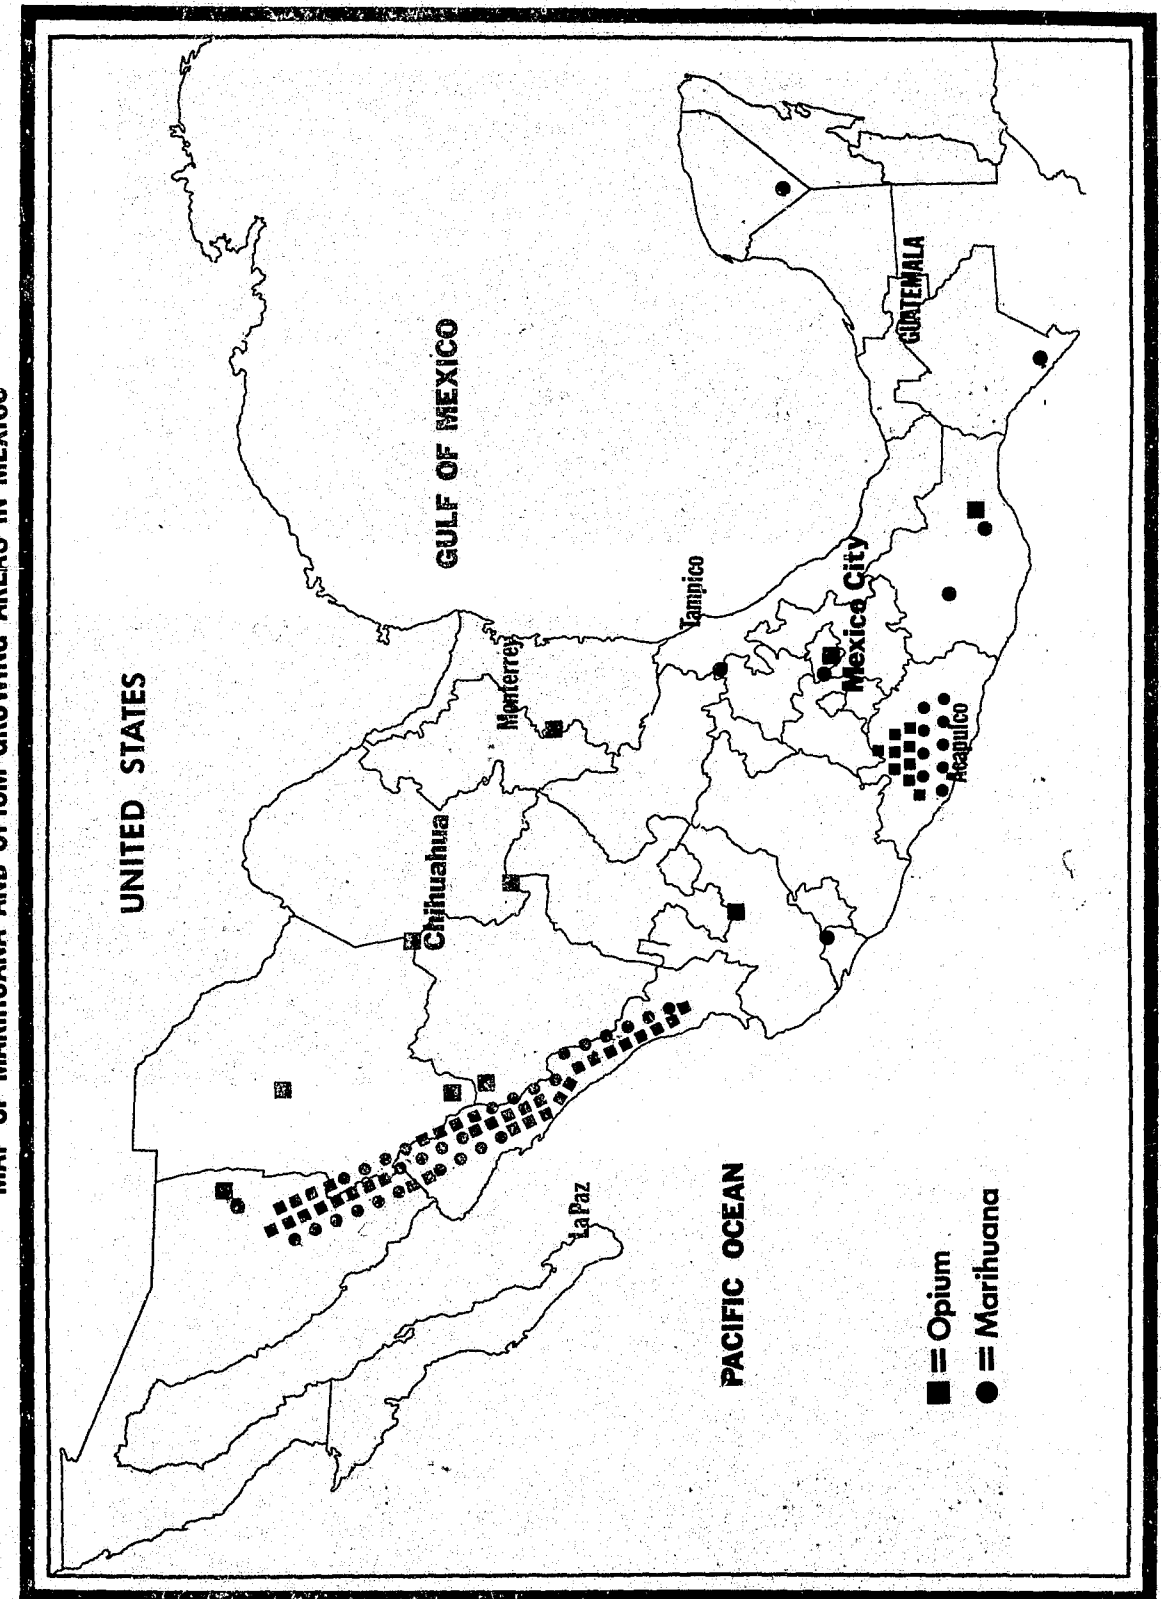 MAP OF MARIHUANA AND OPIUM GROWING AREAS IN MEXICO
UNITED STATES
Chihuahua
Monterrey
GULF OF MEXICO
La Paz
Tampico
PACIFIC OCEAN
Mexico City
GUATEMALA
Acapulco
■ = Opium
● = Marihuana